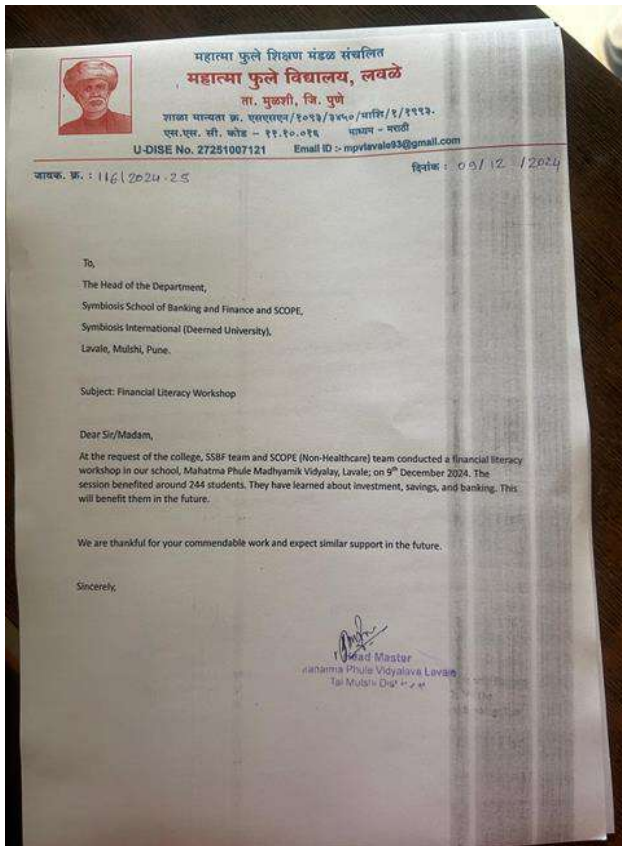 महात्मा फुले शिक्षण मंडळ संचलित
महात्मा फुले विद्यालय, लवळे
ता. मुळशी, जि. पुणे
शाळा मान्यता क्र. एसएसएन/१०९३/३४५०/माशि/१/१९९३.
एस.एस. सी. कोड – ११.१०.०१६ माध्यम – मराठी
U-DISE No. 27251007121 Email ID :- mpvlavale93@gmail.com
जावक. क्र. : 116/2024-25 दिनांक : 09/12/2024
To,
The Head of the Department,
Symbiosis School of Banking and Finance and SCOPE,
Symbiosis International (Deemed University),
Lavale, Mulshi, Pune.
Subject: Financial Literacy Workshop
Dear Sir/Madam,
At the request of the college, SSBF team and SCOPE (Non-Healthcare) team conducted a financial literacy
workshop in our school, Mahatma Phule Madhyamik Vidyalay, Lavale; on 9th December 2024. The
session benefited around 244 students. They have learned about investment, savings, and banking. This
will benefit them in the future.
We are thankful for your commendable work and expect similar support in the future.
Sincerely,
Head Master
Mahatma Phule Vidyalaya Lavale
Tal Mulshi